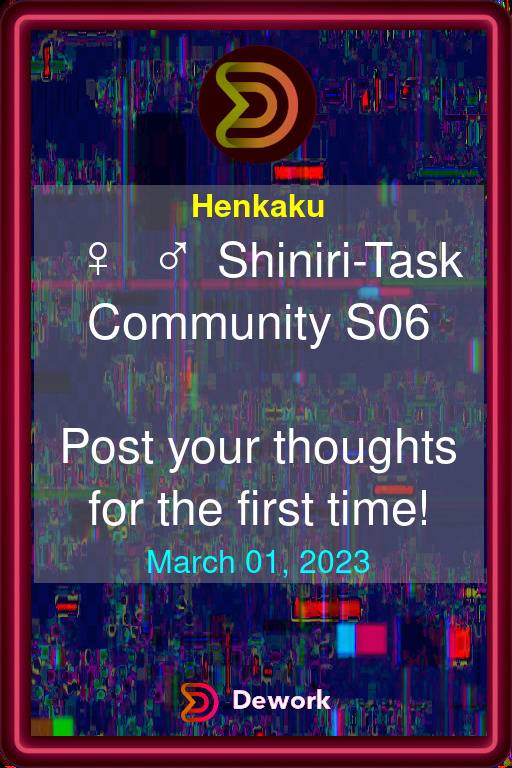 Henkaku
♀ ♂ Shiniri-Task
Community S06
Post your thoughts
for the first time!
March 01, 2023
Dework